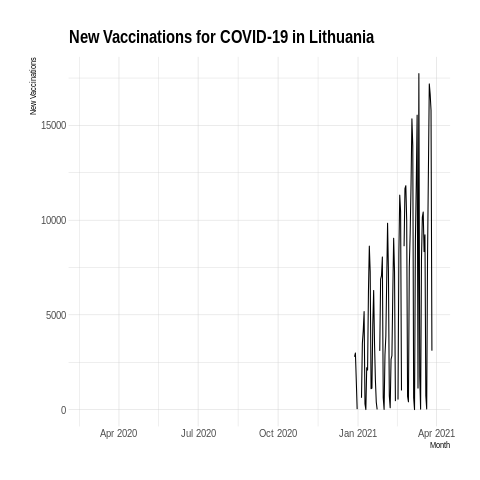 New Vaccinations for COVID-19 in Lithuania
New Vaccinations
15000
10000
5000
0
Apr 2020 Jul 2020 Oct 2020 Jan 2021 Apr 2021
Month